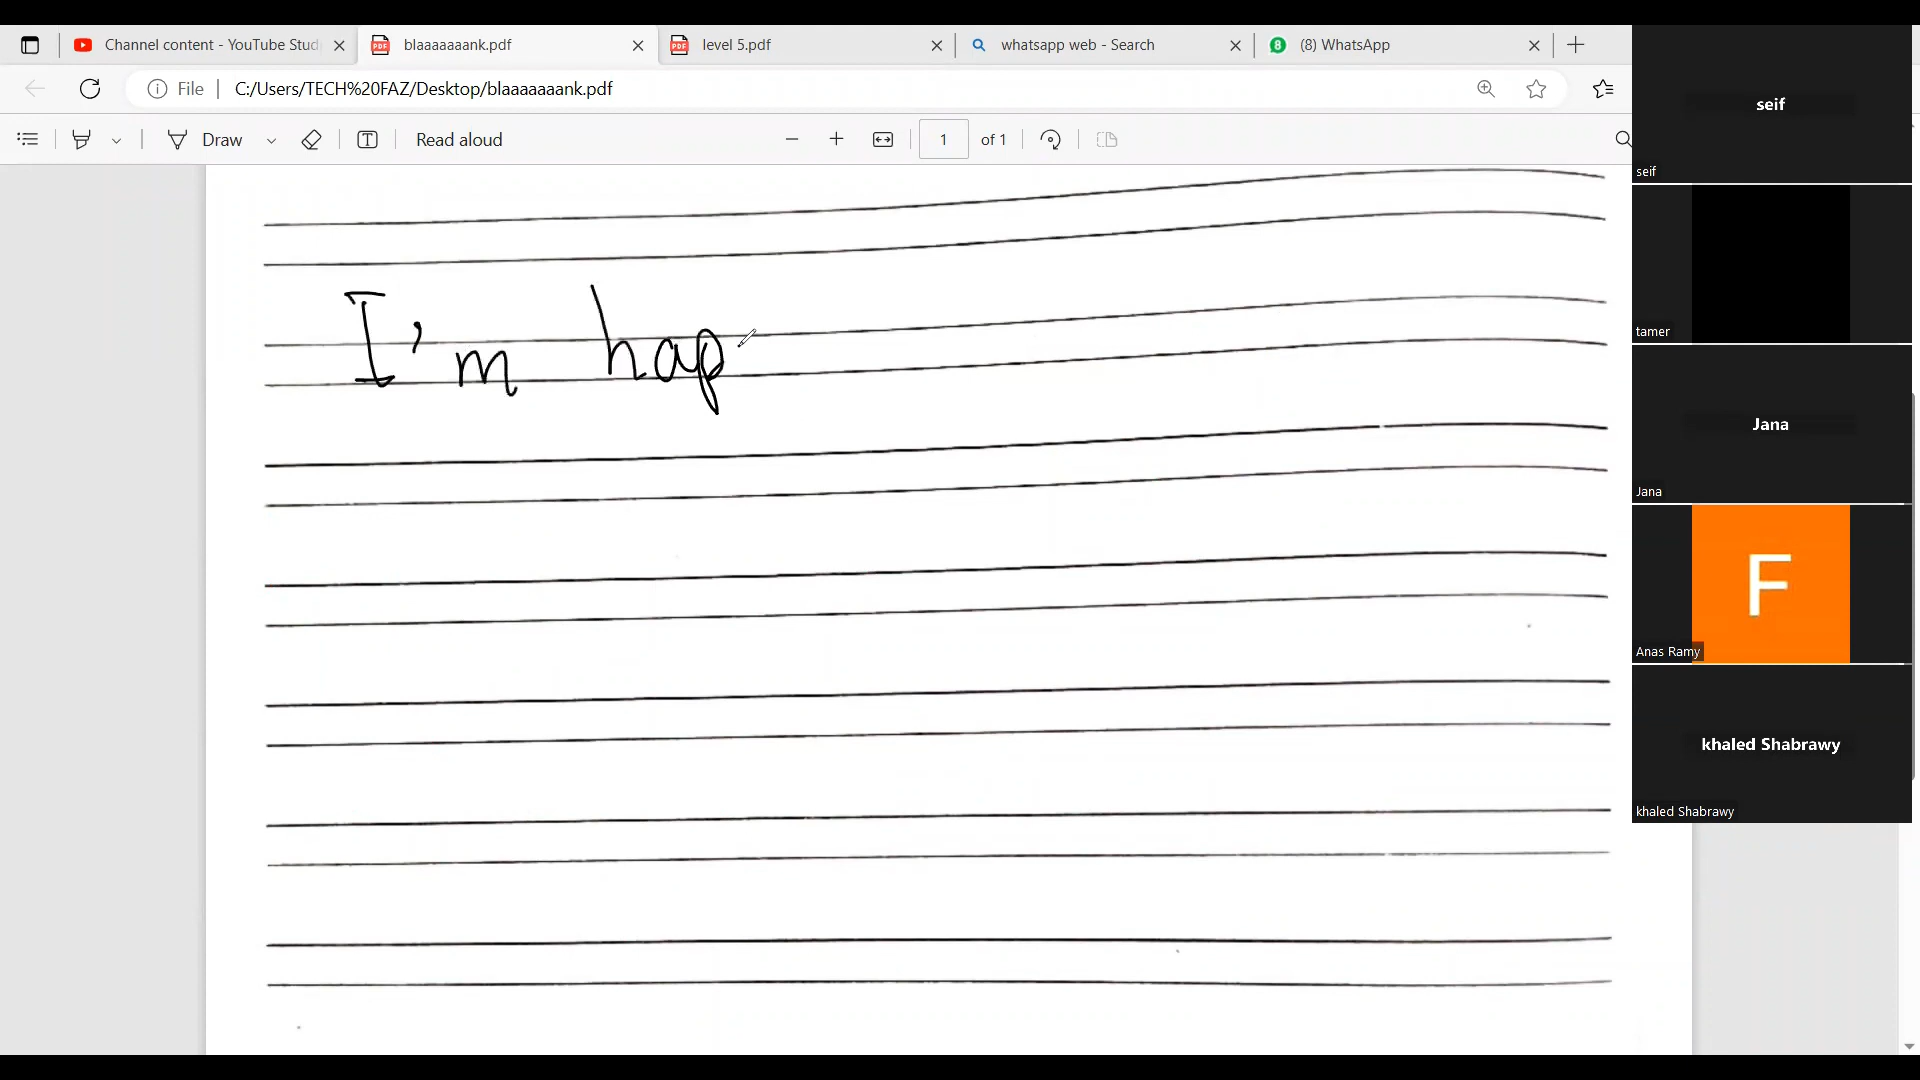 Channel content - YouTube Stud
blaaaaaaank.pdf
level 5.pdf
whatsapp web - Search
(8) WhatsApp
File
C:/Users/TECH%20FAZ/Desktop/blaaaaaaank.pdf
Draw
Read aloud
1 of 1
I'm hap
seif
seif
tamer
Jana
Jana
F
Anas Ramy
khaled Shabrawy
khaled Shabrawy